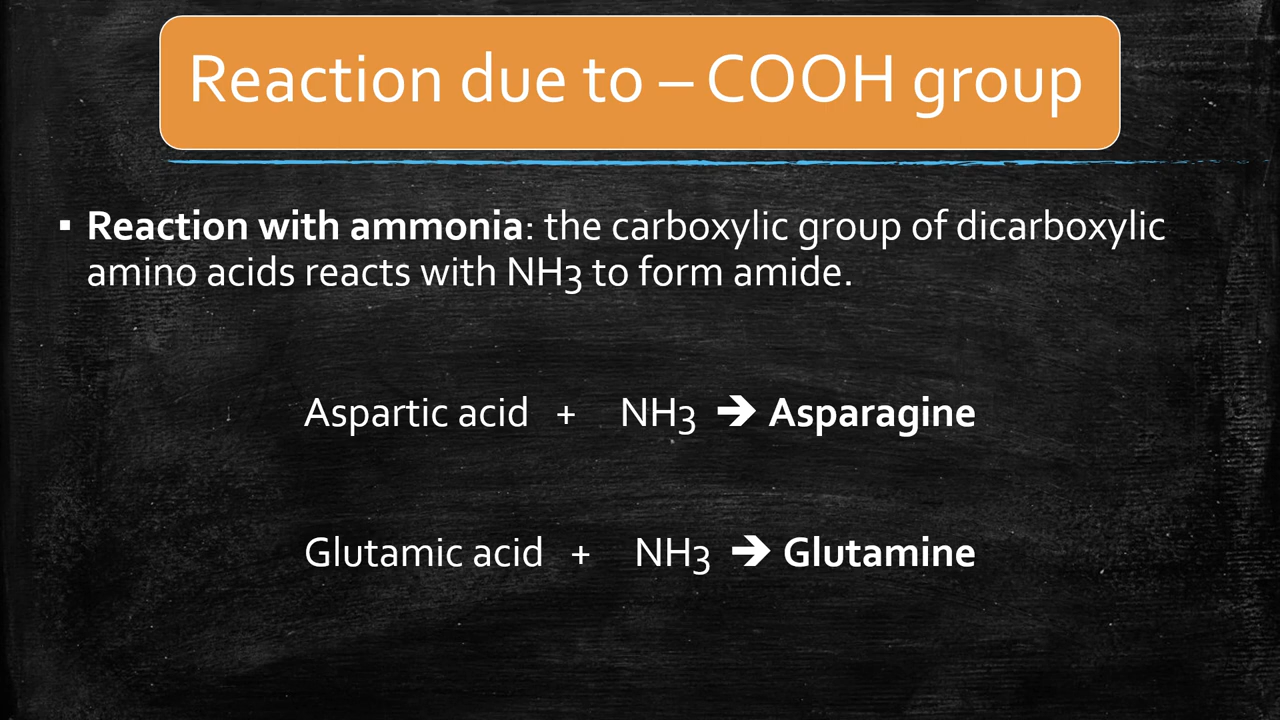 Reaction due to – COOH group
▪ Reaction with ammonia: the carboxylic group of dicarboxylic
amino acids reacts with NH3 to form amide.
Aspartic acid + NH3 ➔ Asparagine
Glutamic acid + NH3 ➔ Glutamine